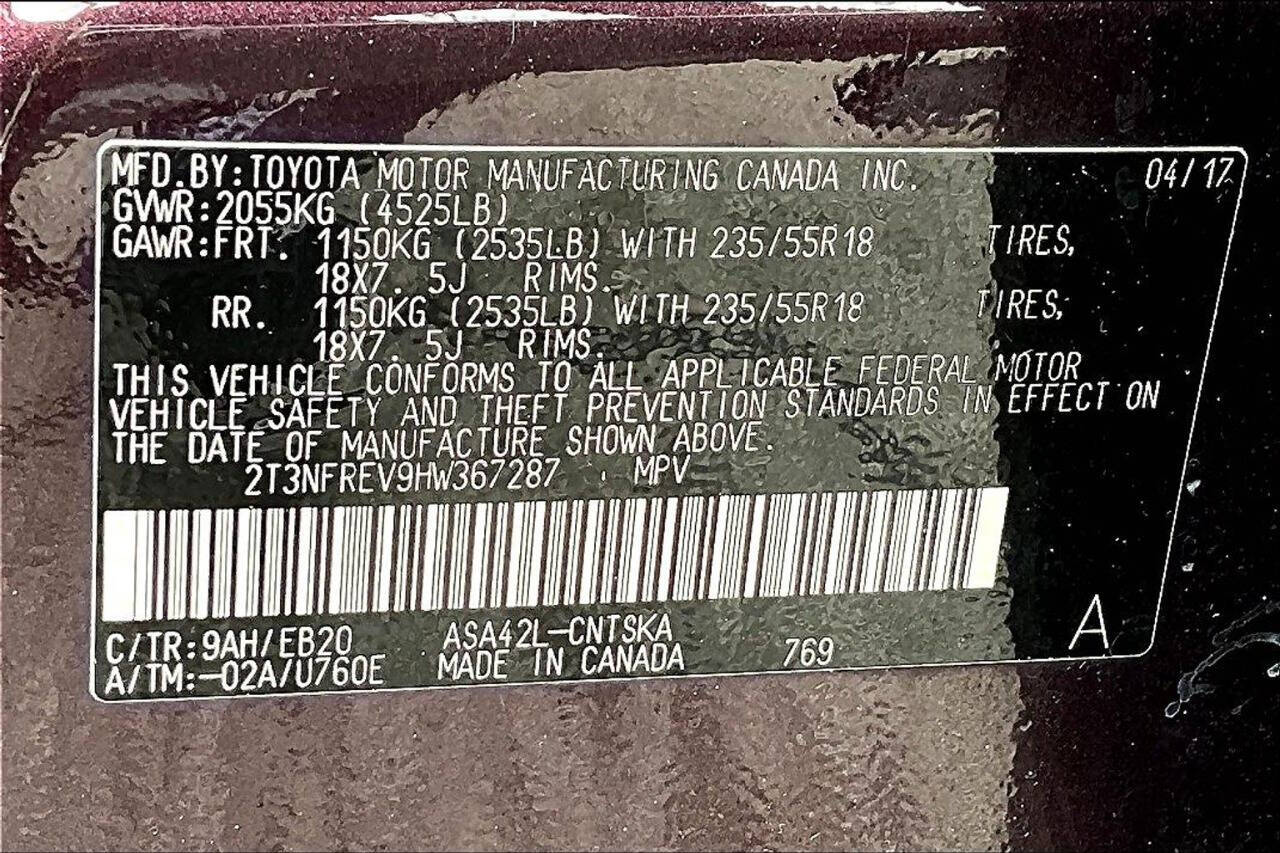 MFD.BY:TOYOTA MOTOR MANUFACTURING CANADA INC. 04/17
GVWR:2055KG (4525LB)
GAWR:FRT. 1150KG (2535LB) WITH 235/55R18 TIRES,
18X7. 5J RIMS.
RR. 1150KG (2535LB) WITH 235/55R18 TIRES,
18X7. 5J RIMS.
THIS VEHICLE CONFORMS TO ALL APPLICABLE FEDERAL MOTOR
VEHICLE SAFETY AND THEFT PREVENTION STANDARDS IN EFFECT ON
THE DATE OF MANUFACTURE SHOWN ABOVE.
2T3NFREV9HW367287 MPV
C/TR:9AH/EB20 ASA42L-CNTSKA 769 A
A/TM:-02A/U760E MADE IN CANADA